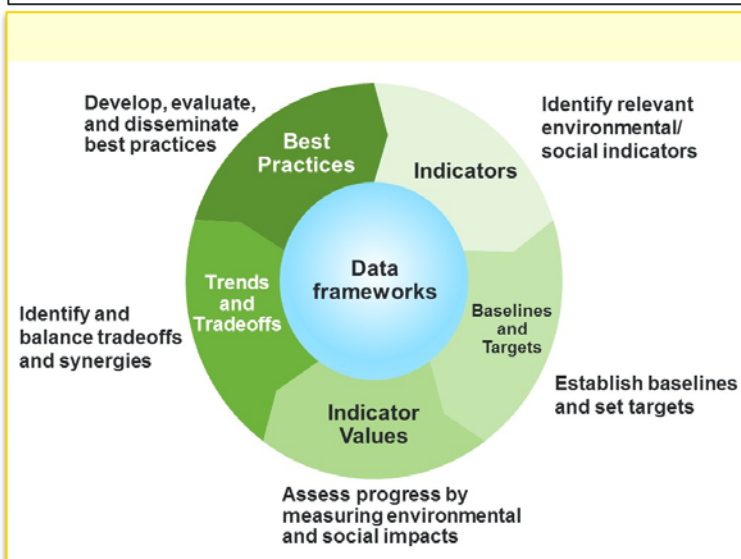 Develop, evaluate,
and disseminate
best practices
Best
Practices
Indicators
Identify relevant
environmental/
social indicators
Data
frameworks
Trends
and
Tradeoffs
Baselines
and
Targets
Identify and
balance tradeoffs
and synergies
Establish baselines
and set targets
Indicator
Values
Assess progress by
measuring environmental
and social impacts